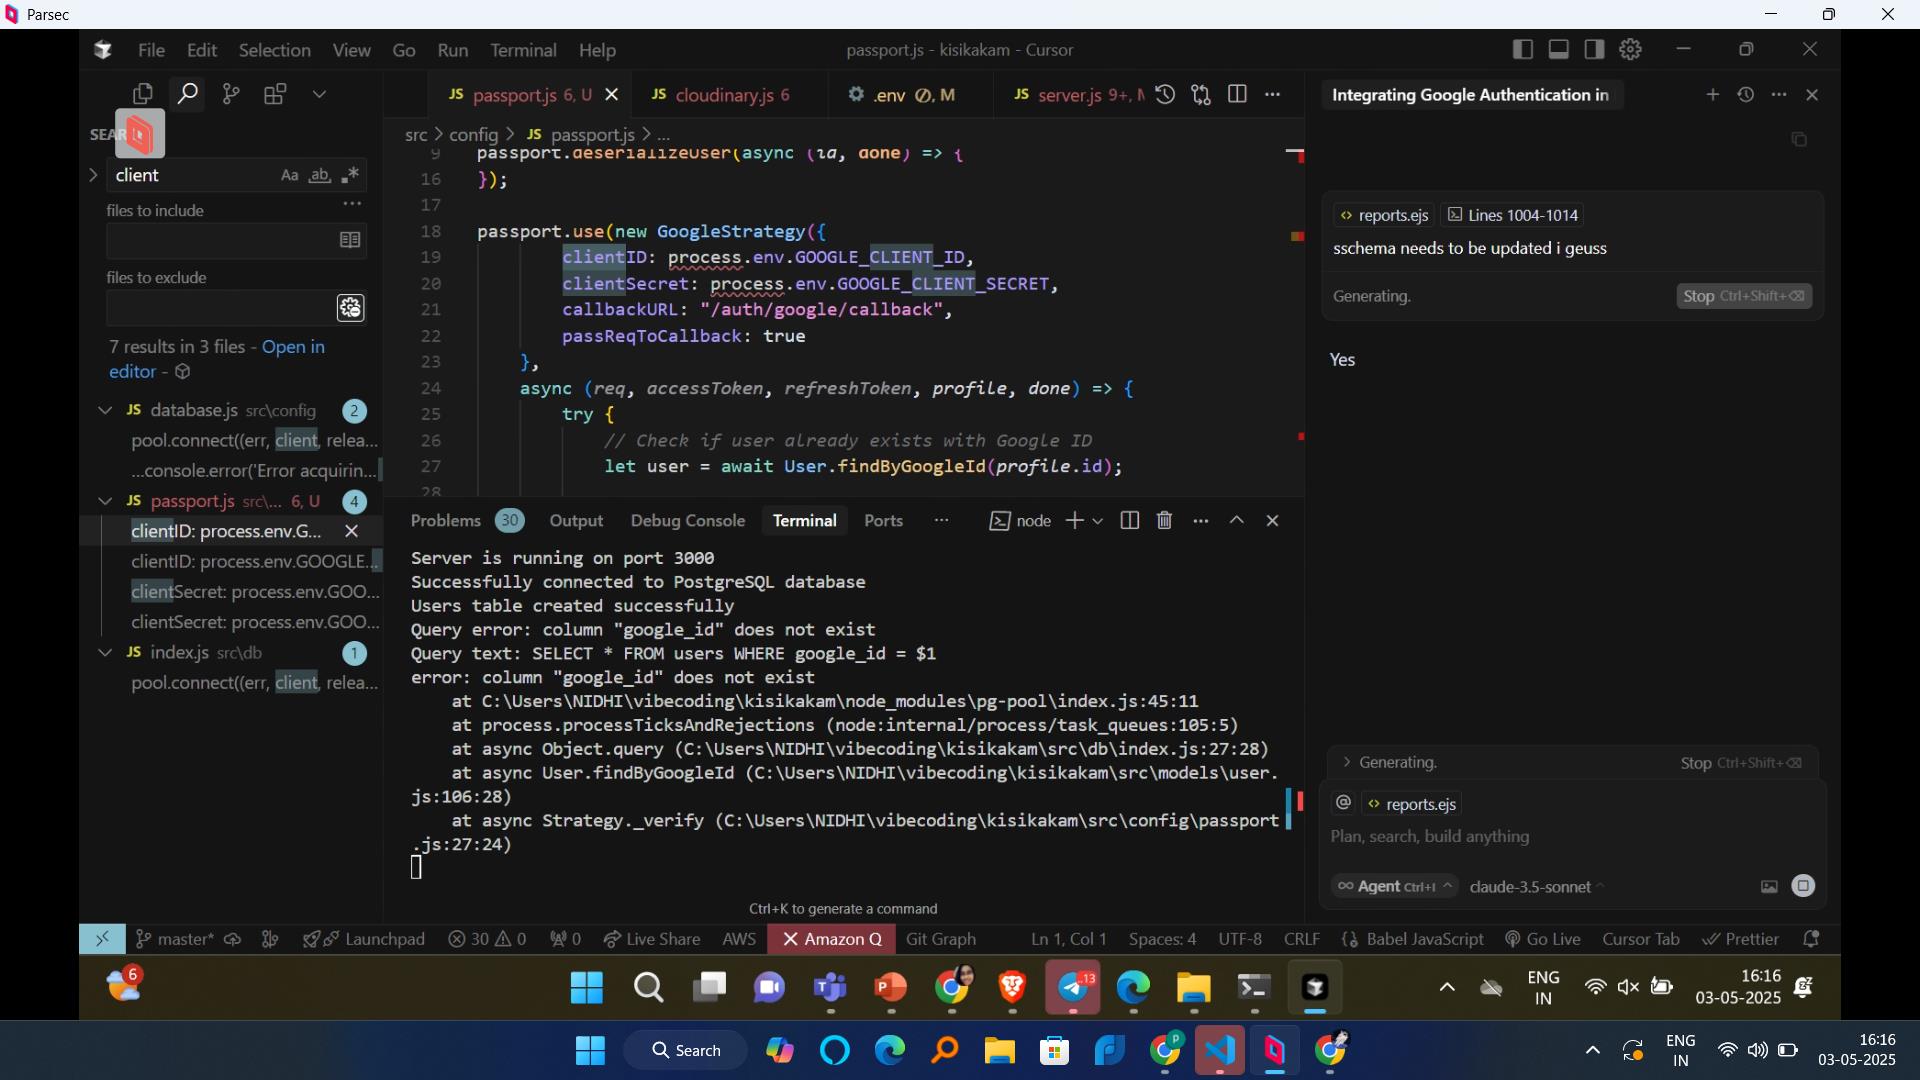 Parsec
File Edit Selection View Go Run Terminal Help
passport.js - kisikakam - Cursor
SEAR
client
Aa ab
files to include
files to exclude
7 results in 3 files - Open in
editor -
JS database.js src\config 2
pool.connect((err, client, relea...
...console.error('Error acquirin...
JS passport.js src\... 6, U 4
clientID: process.env.G...
clientID: process.env.GOOGLE...
clientSecret: process.env.GOO...
clientSecret: process.env.GOO...
JS index.js src\db 1
pool.connect((err, client, relea...
JS passport.js 6, U
JS cloudinary.js 6
.env M
JS server.js 9+,
src > config > JS passport.js > ...
9 passport.deserializeUser(async (id, done) => {
16 });
17
18 passport.use(new GoogleStrategy({
19 clientID: process.env.GOOGLE_CLIENT_ID,
20 clientSecret: process.env.GOOGLE_CLIENT_SECRET,
21 callbackURL: "/auth/google/callback",
22 passReqToCallback: true
23 },
24 async (req, accessToken, refreshToken, profile, done) => {
25 try {
26 // Check if user already exists with Google ID
27 let user = await User.findByGoogleId(profile.id);
28
Problems 30 Output Debug Console Terminal Ports ... node
Server is running on port 3000
Successfully connected to PostgreSQL database
Users table created successfully
Query error: column "google_id" does not exist
Query text: SELECT * FROM users WHERE google_id = $1
error: column "google_id" does not exist
at C:\Users\NIDHI\vibecoding\kisikakam\node_modules\pg-pool\index.js:45:11
at process.processTicksAndRejections (node:internal/process/task_queues:105:5)
at async Object.query (C:\Users\NIDHI\vibecoding\kisikakam\src\db\index.js:27:28)
at async User.findByGoogleId (C:\Users\NIDHI\vibecoding\kisikakam\src\models\user.
js:106:28)
at async Strategy._verify (C:\Users\NIDHI\vibecoding\kisikakam\src\config\passport
.js:27:24)
Ctrl+K to generate a command
Integrating Google Authentication in
reports.ejs Lines 1004-1014
sschema needs to be updated i geuss
Generating. Stop Ctrl+Shift+⌫
Yes
Generating. Stop Ctrl+Shift+⌫
@ reports.ejs
Plan, search, build anything
∞ Agent Ctrl+I claude-3.5-sonnet
master* Launchpad 30 0 0 Live Share AWS Amazon Q Git Graph Ln 1, Col 1 Spaces: 4 UTF-8 CRLF {} Babel JavaScript Go Live Cursor Tab Prettier
6
13
ENG
IN
16:16
03-05-2025
Search
P
ENG
IN
16:16
03-05-2025